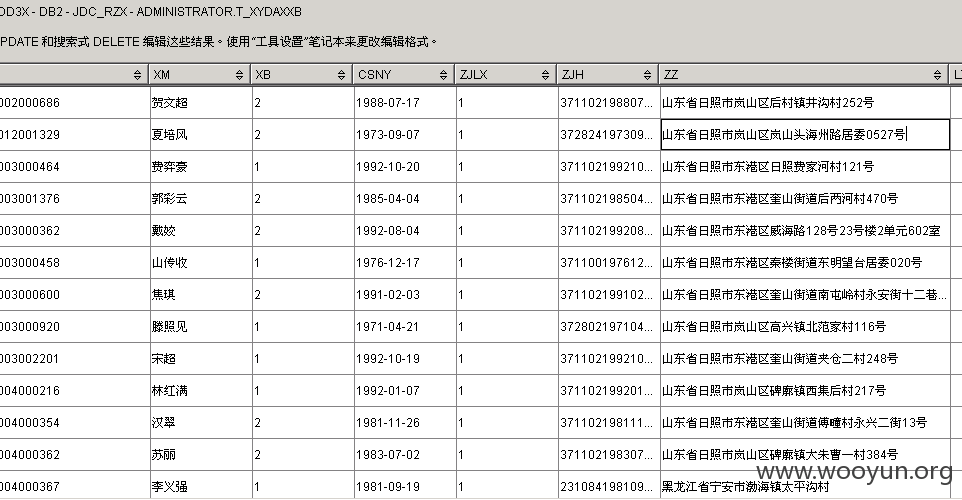 DD3X - DB2 - JDC_RZX - ADMINISTRATOR.T_XYDAXXB
PDATE 和搜索式 DELETE 编辑这些结果。使用“工具设置”笔记本来更改编辑格式。
XM XB CSNY ZJLX ZJH ZZ
002000686 贺文超 2 1988-07-17 1 371102198807... 山东省日照市岚山区后村镇井沟村252号
012001329 夏培风 2 1973-09-07 1 372824197309... 山东省日照市岚山区岚山头海州路居委0527号
003000464 费弈豪 1 1992-10-20 1 371102199210... 山东省日照市东港区日照费家河村121号
003001376 郭彩云 2 1985-04-04 1 371102198504... 山东省日照市东港区奎山街道后两河村470号
003000362 戴姣 2 1992-08-04 1 371102199208... 山东省日照市东港区威海路128号23号楼2单元602室
003000458 山传收 1 1976-12-17 1 371100197612... 山东省日照市东港区秦楼街道东明望台居委020号
003000600 焦琪 2 1991-02-03 1 371102199102... 山东省日照市东港区奎山街道南屯岭村永安街十二巷...
003000920 滕照见 1 1971-04-21 1 372802197104... 山东省日照市岚山区高兴镇北范家村116号
003002201 宋超 1 1992-10-19 1 371102199210... 山东省日照市东港区奎山街道夹仓二村248号
004000216 林红满 1 1992-01-07 1 371102199201... 山东省日照市岚山区碑廓镇西集后村217号
004000354 汉翠 2 1981-11-26 1 371102198111... 山东省日照市东港区奎山街道傅疃村永兴二街13号
004000362 苏丽 2 1983-07-02 1 371102198307... 山东省日照市岚山区碑廓镇大朱曹一村384号
004000367 李义强 1 1981-09-19 1 231084198109... 黑龙江省宁安市渤海镇太平沟村
www.wooyun.org